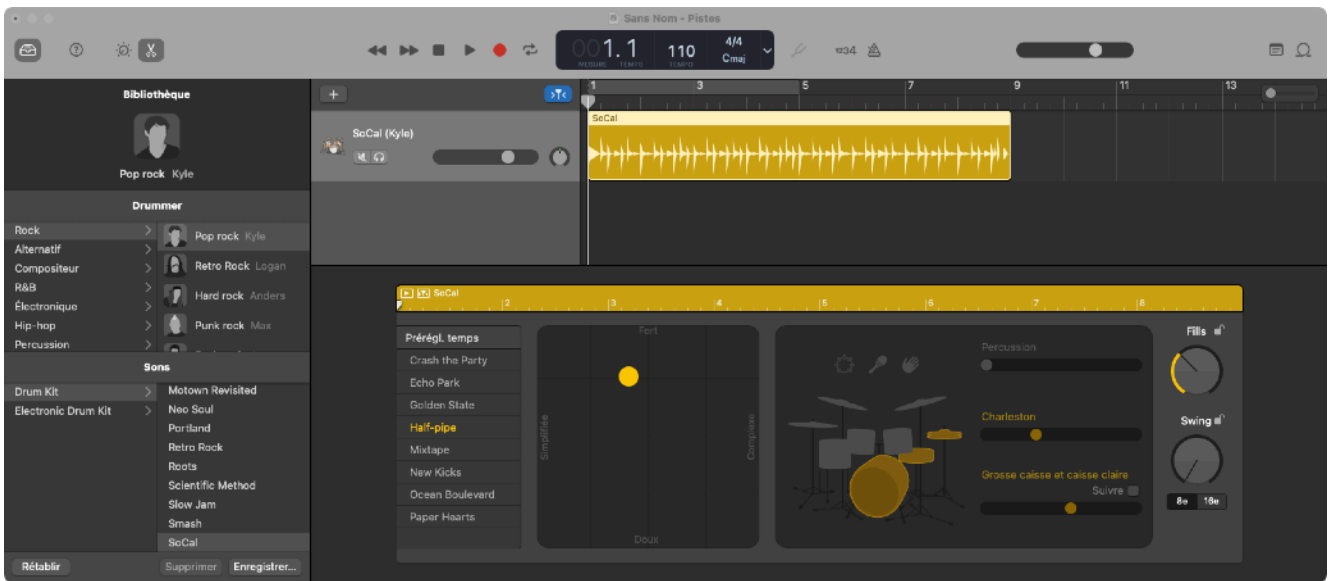 Sans Nom - Pistes
001.1
110
4/4
Cmaj
MESURE
TEMPO
TEMPO
1234
Bibliothèque
Pop rock Kyle
Drummer
Rock
Alternatif
Compositeur
R&B
Électronique
Hip-hop
Percussion
Pop rock Kyle
Retro Rock Logan
Hard rock Anders
Punk rock Max
Sons
Drum Kit
Electronic Drum Kit
Motown Revisited
Neo Soul
Portland
Retro Rock
Roots
Scientific Method
Slow Jam
Smash
SoCal
Rétablir
Supprimer
Enregistrer...
SoCal (Kyle)
1 3 5 7 9 11 13
SoCal
SoCal
2 3 4 5 6 7 8
Prérégl. temps
Crash the Party
Echo Park
Golden State
Half-pipe
Mixtape
New Kicks
Ocean Boulevard
Paper Hearts
Fort
Simplifiée
Complexe
Doux
Percussion
Charleston
Grosse caisse et caisse claire
Suivre
Fills
Swing
8e 16e